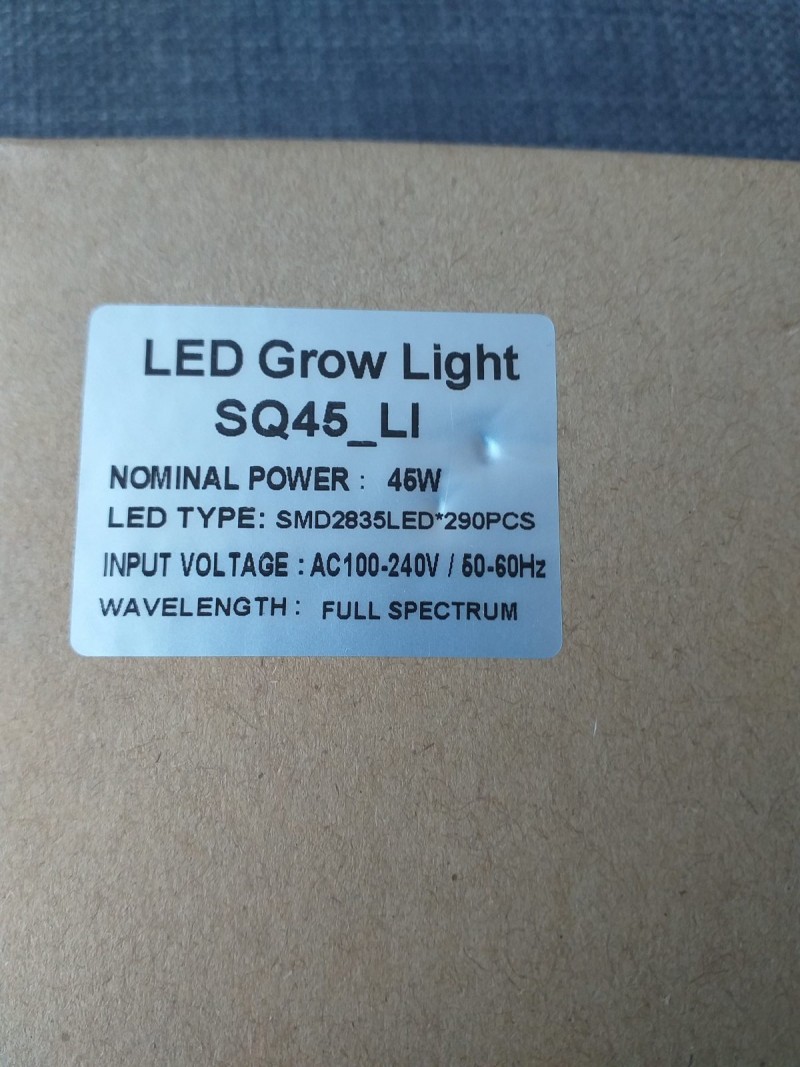 LED Grow Light
SQ45_LI
NOMINAL POWER : 45W
LED TYPE: SMD2835LED*290PCS
INPUT VOLTAGE : AC100-240V / 50-60Hz
WAVELENGTH : FULL SPECTRUM